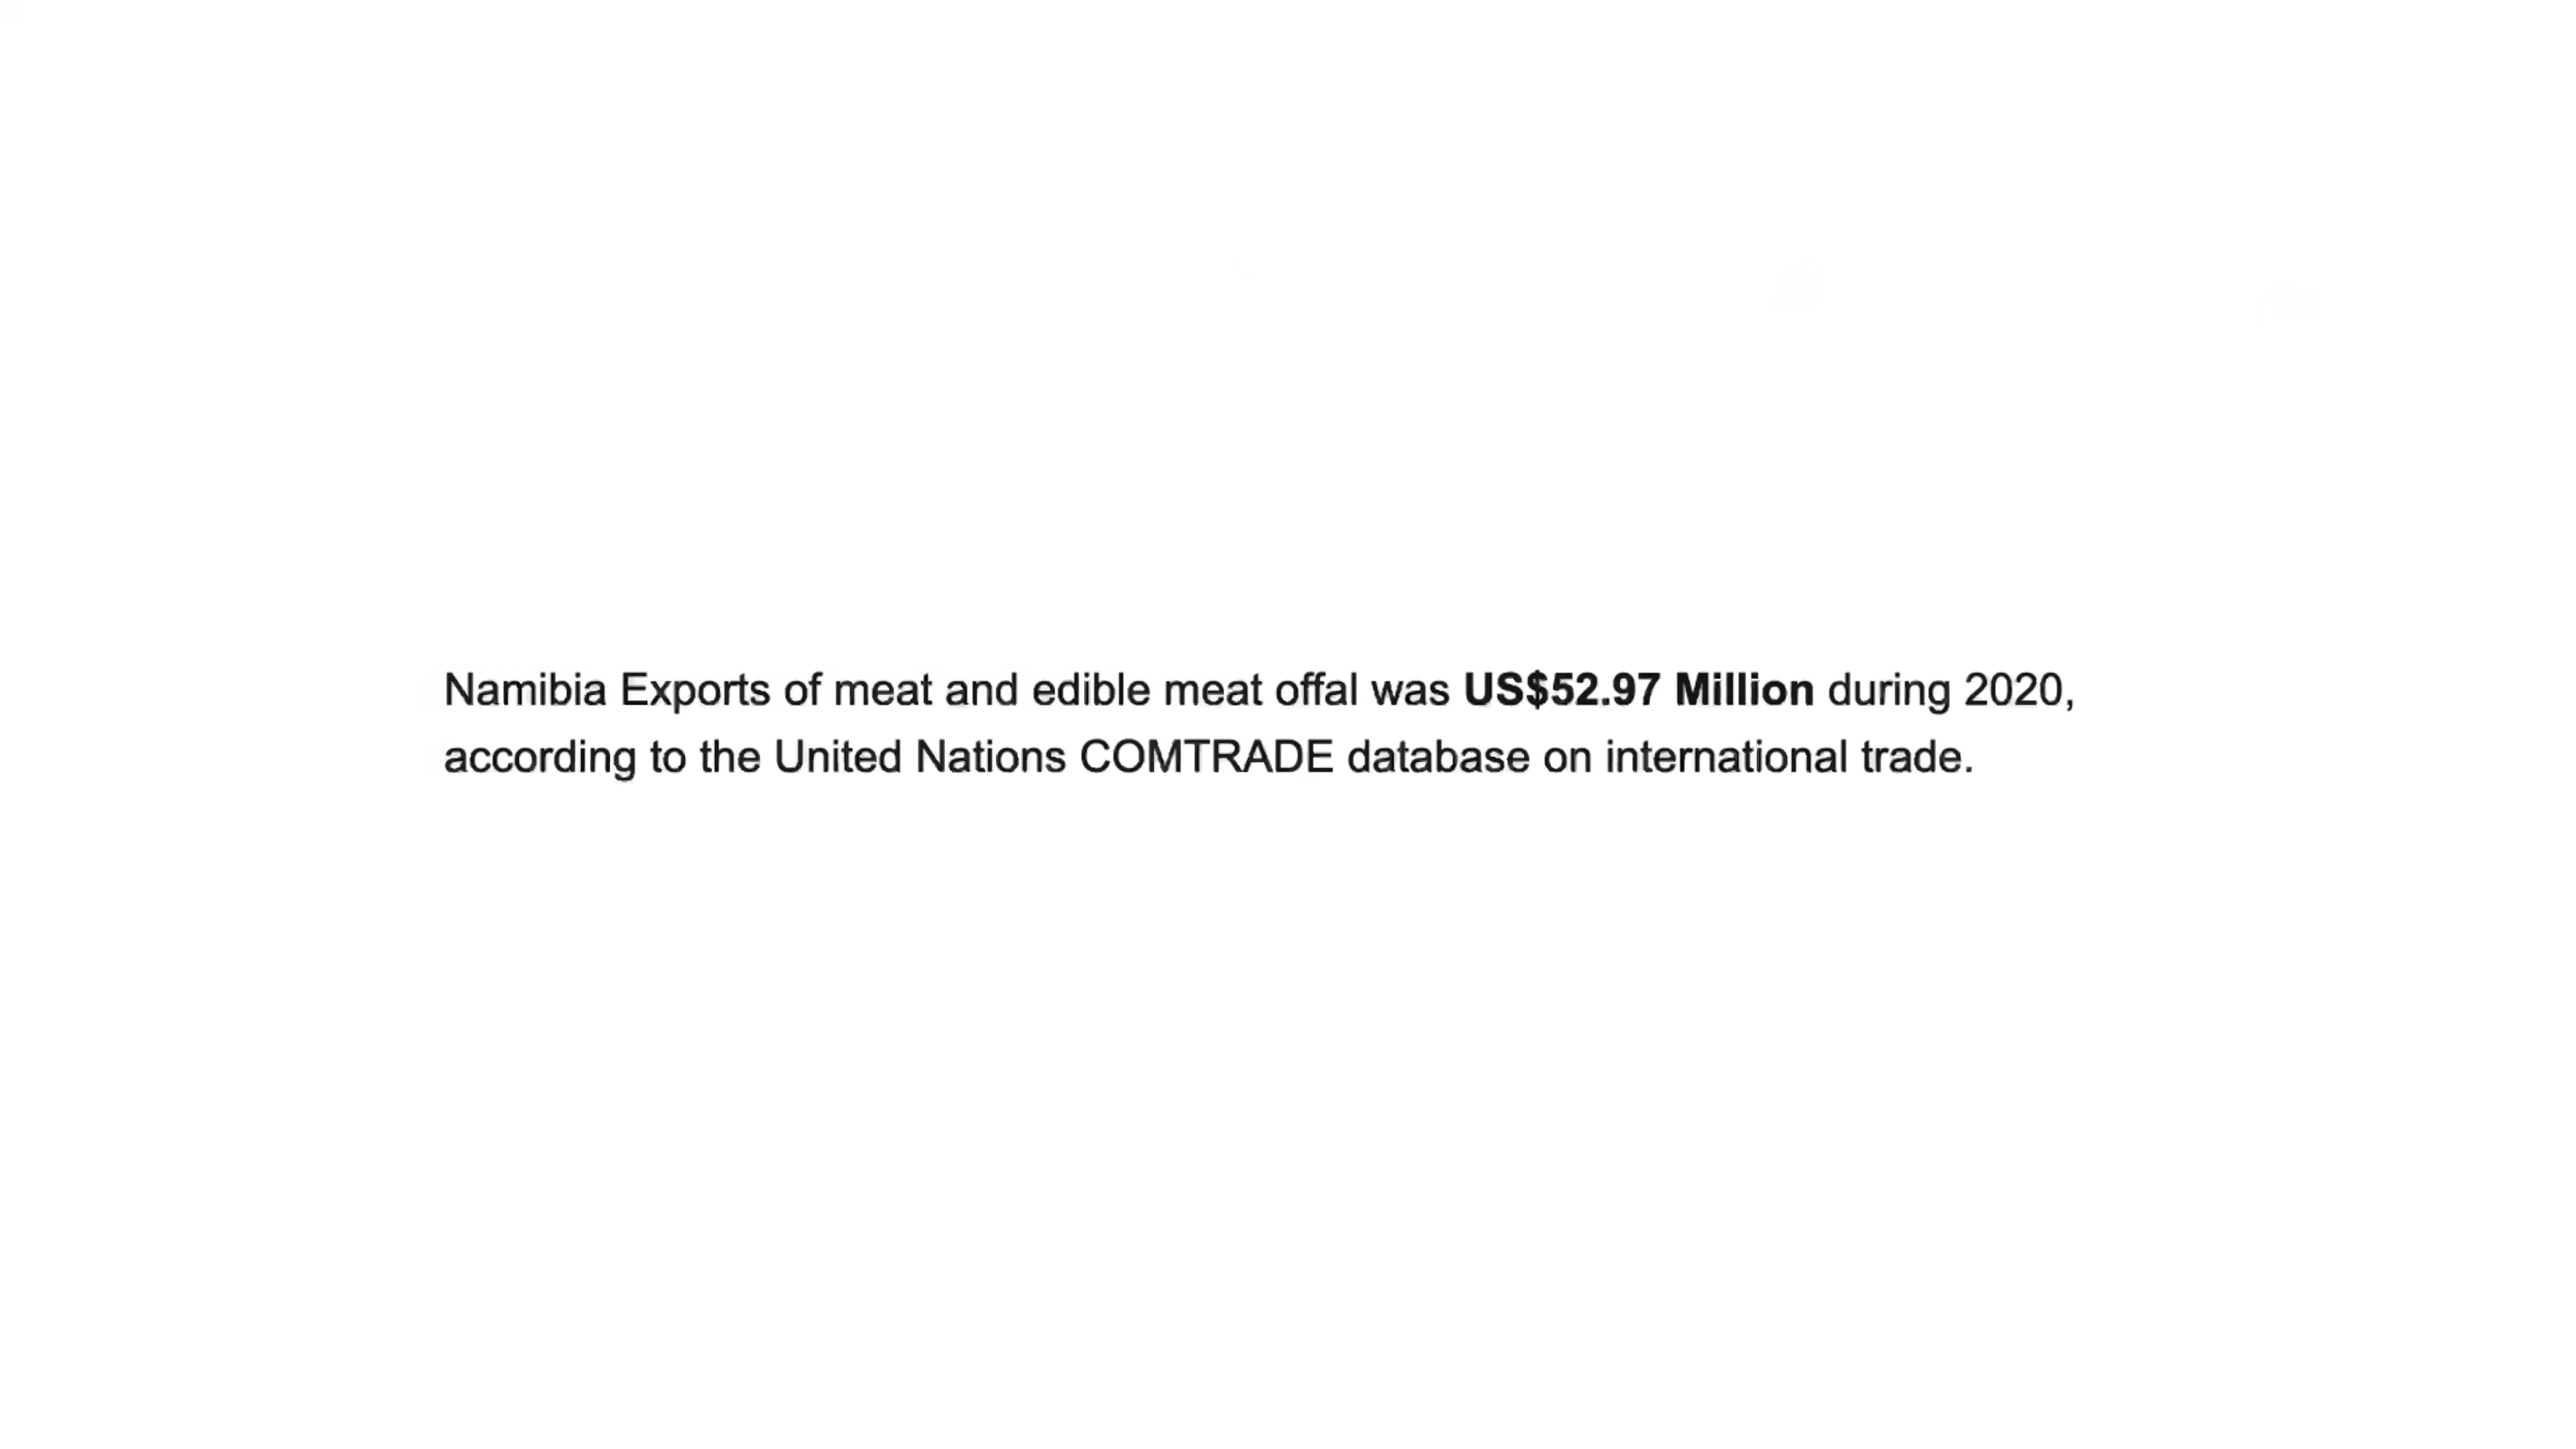 Namibia Exports of meat and edible meat offal was US$52.97 Million during 2020,
according to the United Nations COMTRADE database on international trade.